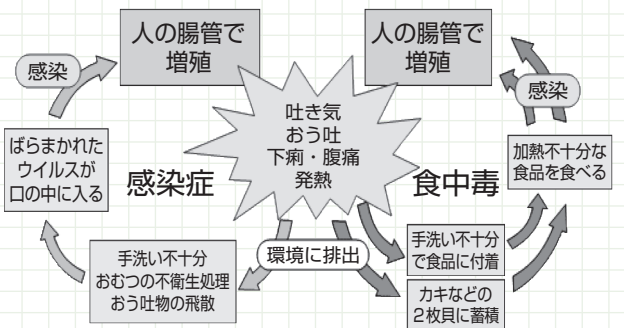 人の腸管で
増殖
人の腸管で
増殖
感染
感染
吐き気
おう吐
下痢・腹痛
発熱
ばらまかれた
ウイルスが
口の中に入る
感染症
食中毒
加熱不十分な
食品を食べる
手洗い不十分
おむつの不衛生処理
おう吐物の飛散
環境に排出
手洗い不十分
で食品に付着
カキなどの
2枚貝に蓄積